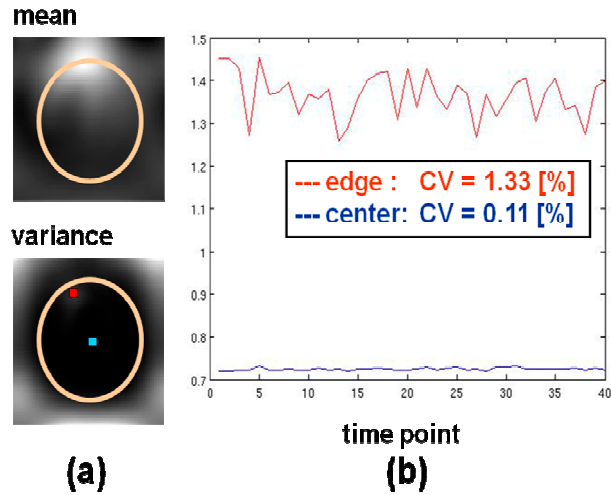 mean
variance
(a)
1.5
1.4
1.3
1.2
1.1
1
0.9
0.8
0.7
0 5 10 15 20 25 30 35 40
--- edge : CV = 1.33 [%]
--- center: CV = 0.11 [%]
time point
(b)